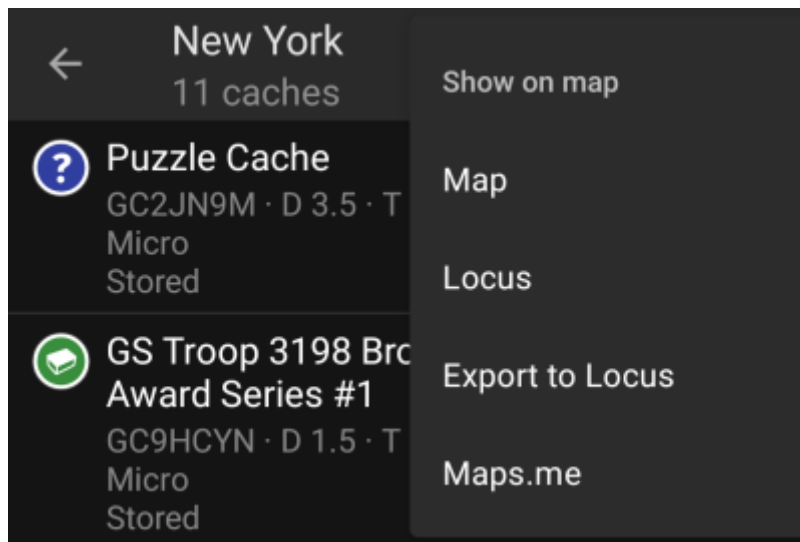 New York
11 caches
?
Puzzle Cache
GC2JN9M · D 3.5 · T
Micro
Stored
GS Troop 3198 Bro
Award Series #1
GC9HCYN · D 1.5 · T
Micro
Stored
Show on map
Map
Locus
Export to Locus
Maps.me